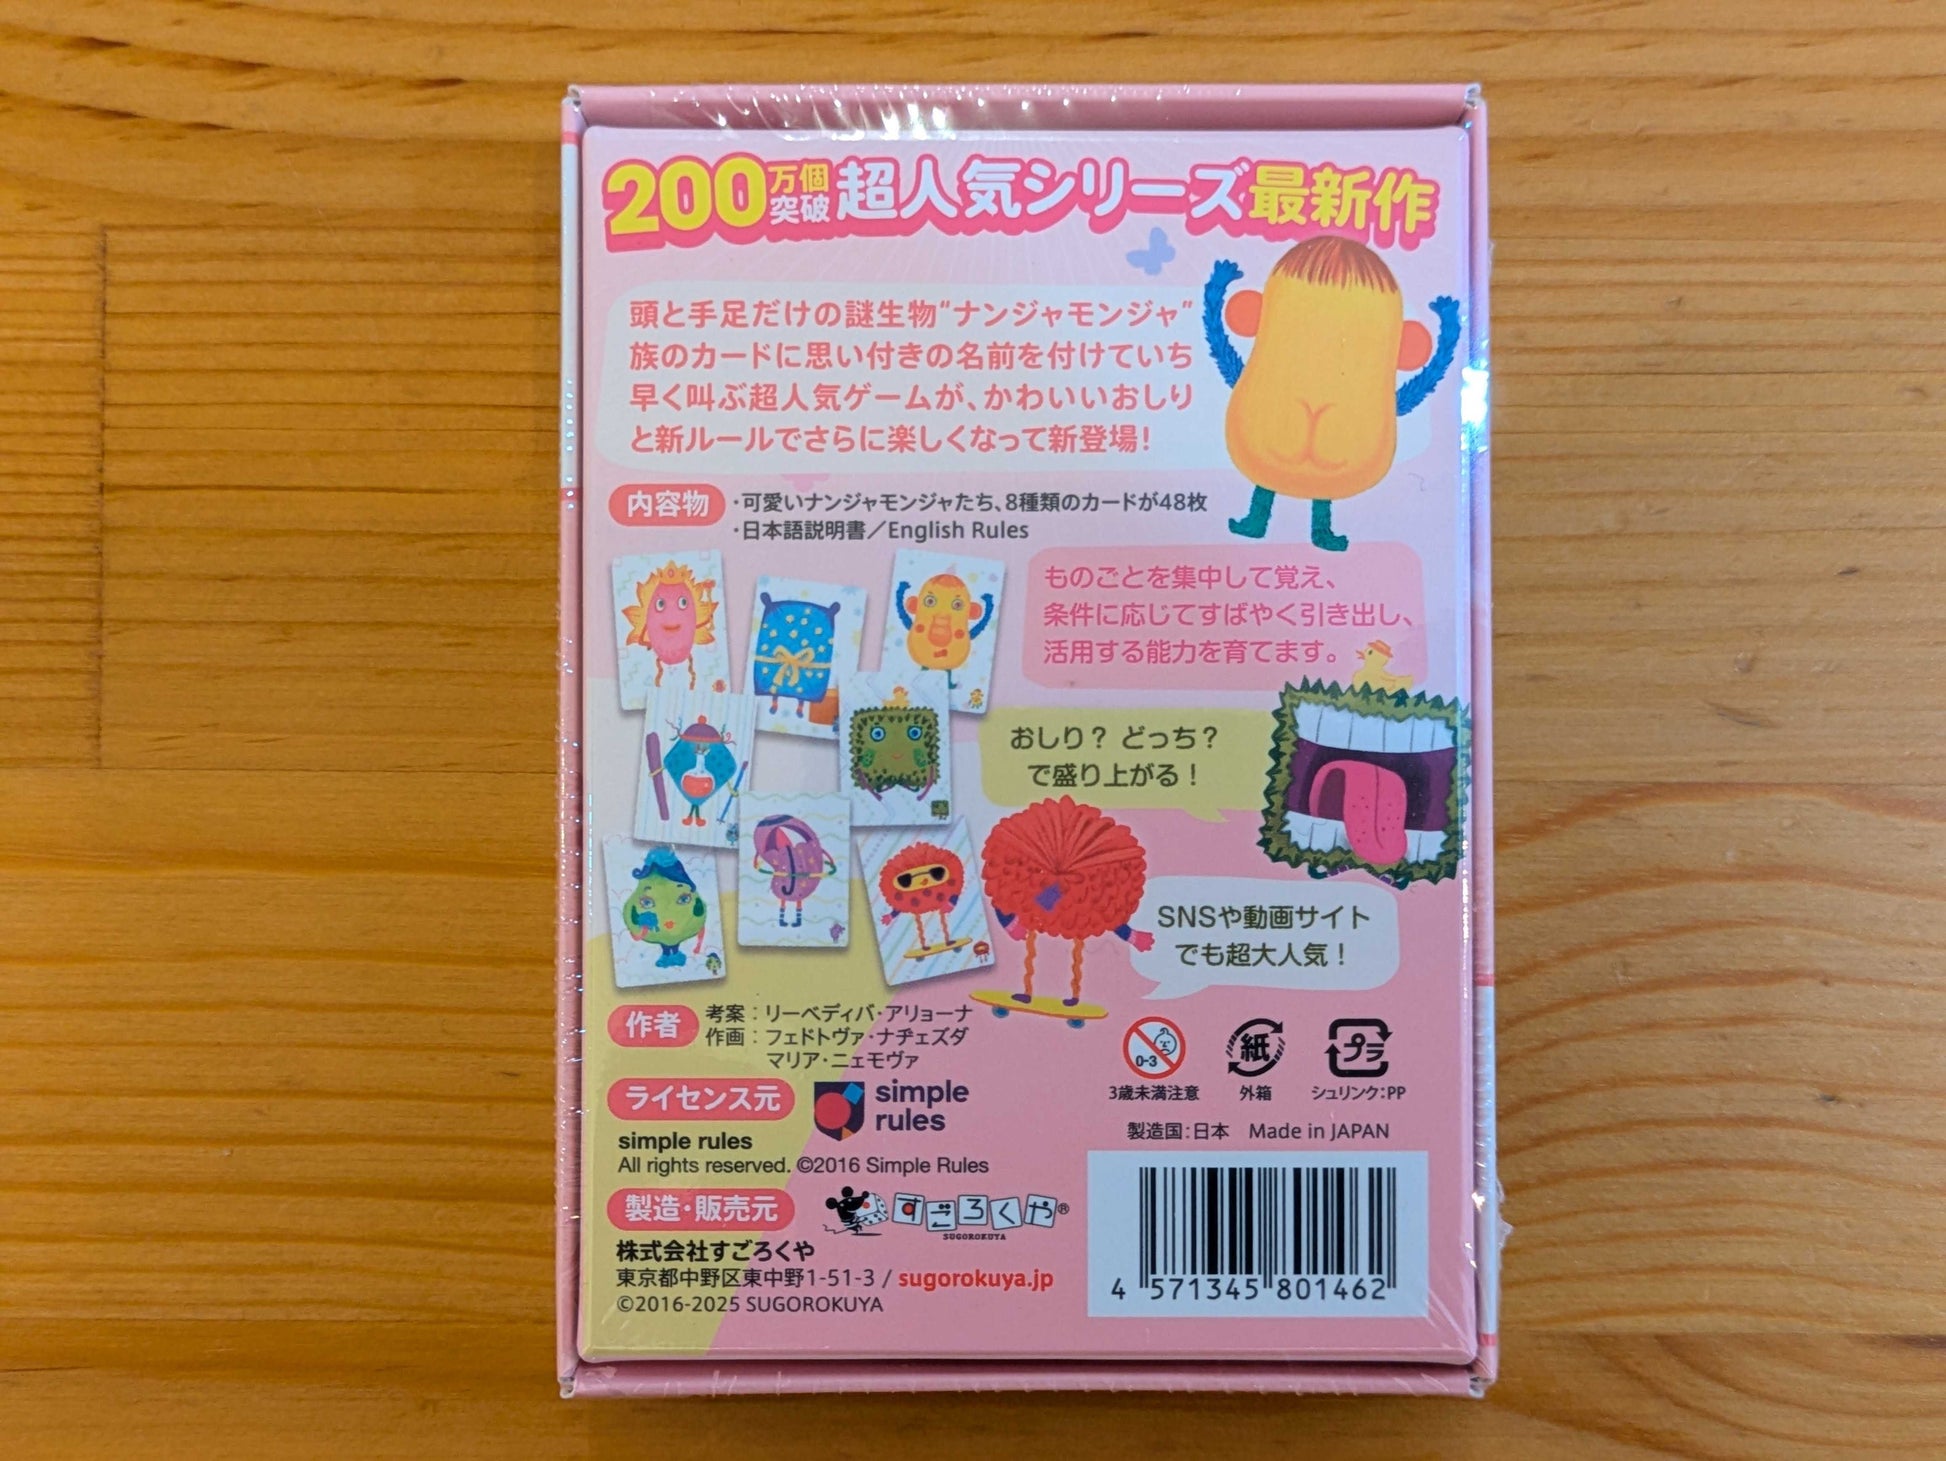 200万個突破超人気シリーズ最新作
頭と手足だけの謎生物“ナンジャモンジャ”
族のカードに思い付きの名前を付けていち
早く叫ぶ超人気ゲームが、かわいいおしり
と新ルールでさらに楽しくなって新登場！
内容物
・可愛いナンジャモンジャたち、8種類のカードが48枚
・日本語説明書／English Rules
ものごとを集中して覚え、
条件に応じてすばやく引き出し、
活用する能力を育てます。
おしり？ どっち？
で盛り上がる！
SNSや動画サイト
でも超大人気！
作者
考案：リーベディバ・アリョーナ
作画：フェドトヴァ・ナヂェズダ
マリア・ニェモヴァ
ライセンス元
simple
rules
simple rules
All rights reserved. ©2016 Simple Rules
製造・販売元
すごろくや®
SUGOROKUYA
株式会社すごろくや
東京都中野区東中野1-51-3 / sugorokuya.jp
©2016-2025 SUGOROKUYA
0-3
紙
プラ
3歳未満注意
外箱
シュリンク：PP
製造国：日本 Made in JAPAN
4 571345 801462